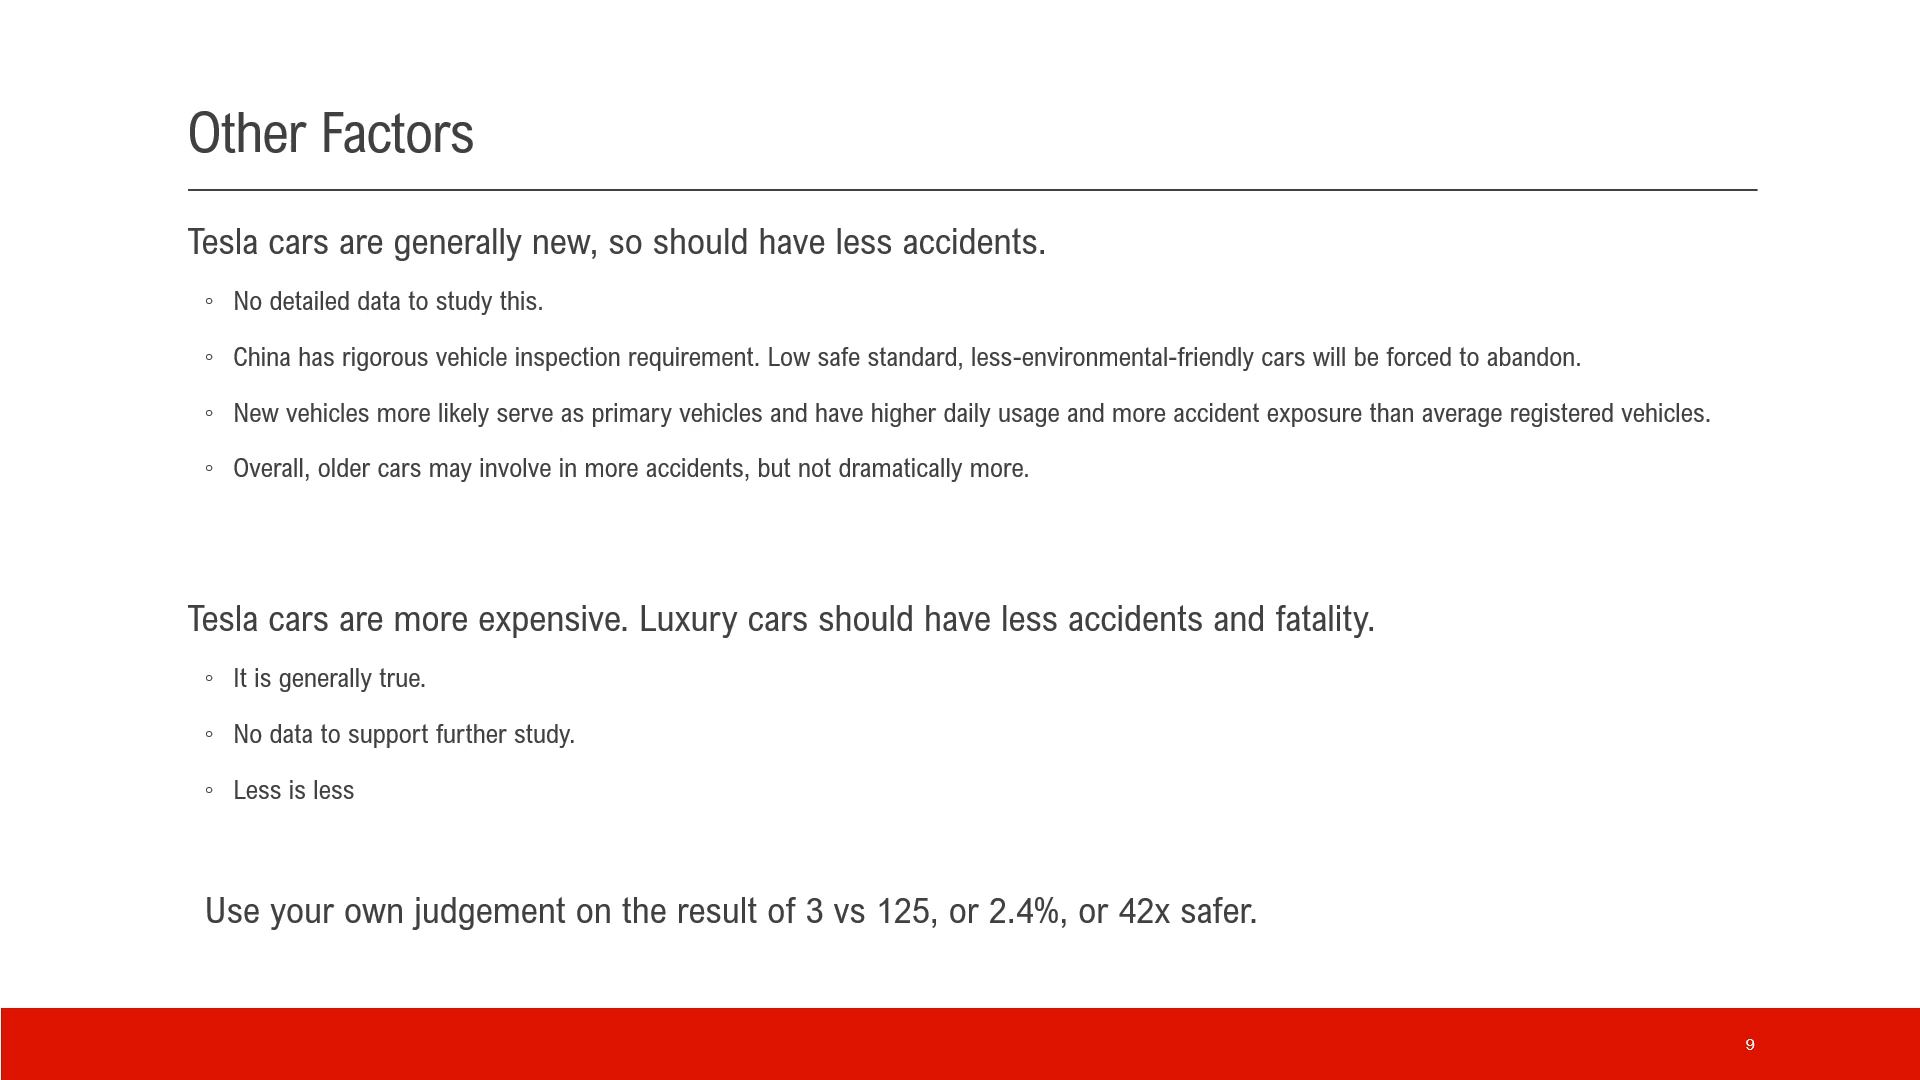 Other Factors
Tesla cars are generally new, so should have less accidents.
◦ No detailed data to study this.
◦ China has rigorous vehicle inspection requirement. Low safe standard, less-environmental-friendly cars will be forced to abandon.
◦ New vehicles more likely serve as primary vehicles and have higher daily usage and more accident exposure than average registered vehicles.
◦ Overall, older cars may involve in more accidents, but not dramatically more.
Tesla cars are more expensive. Luxury cars should have less accidents and fatality.
◦ It is generally true.
◦ No data to support further study.
◦ Less is less
Use your own judgement on the result of 3 vs 125, or 2.4%, or 42x safer.
9